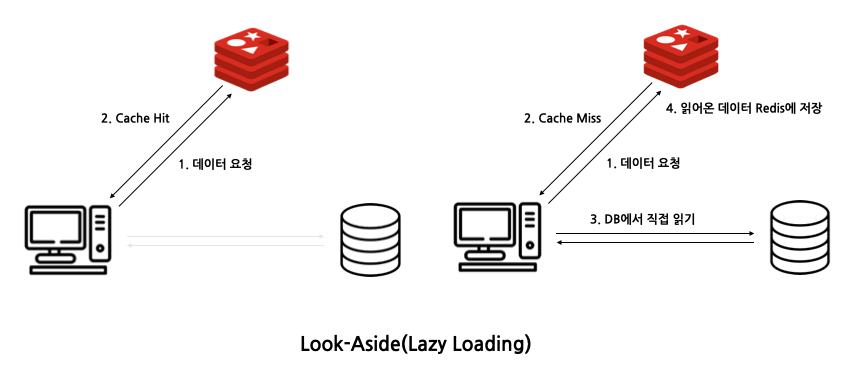 2. Cache Hit
1. 데이터 요청
2. Cache Miss
4. 읽어온 데이터 Redis에 저장
1. 데이터 요청
3. DB에서 직접 읽기
Look-Aside(Lazy Loading)